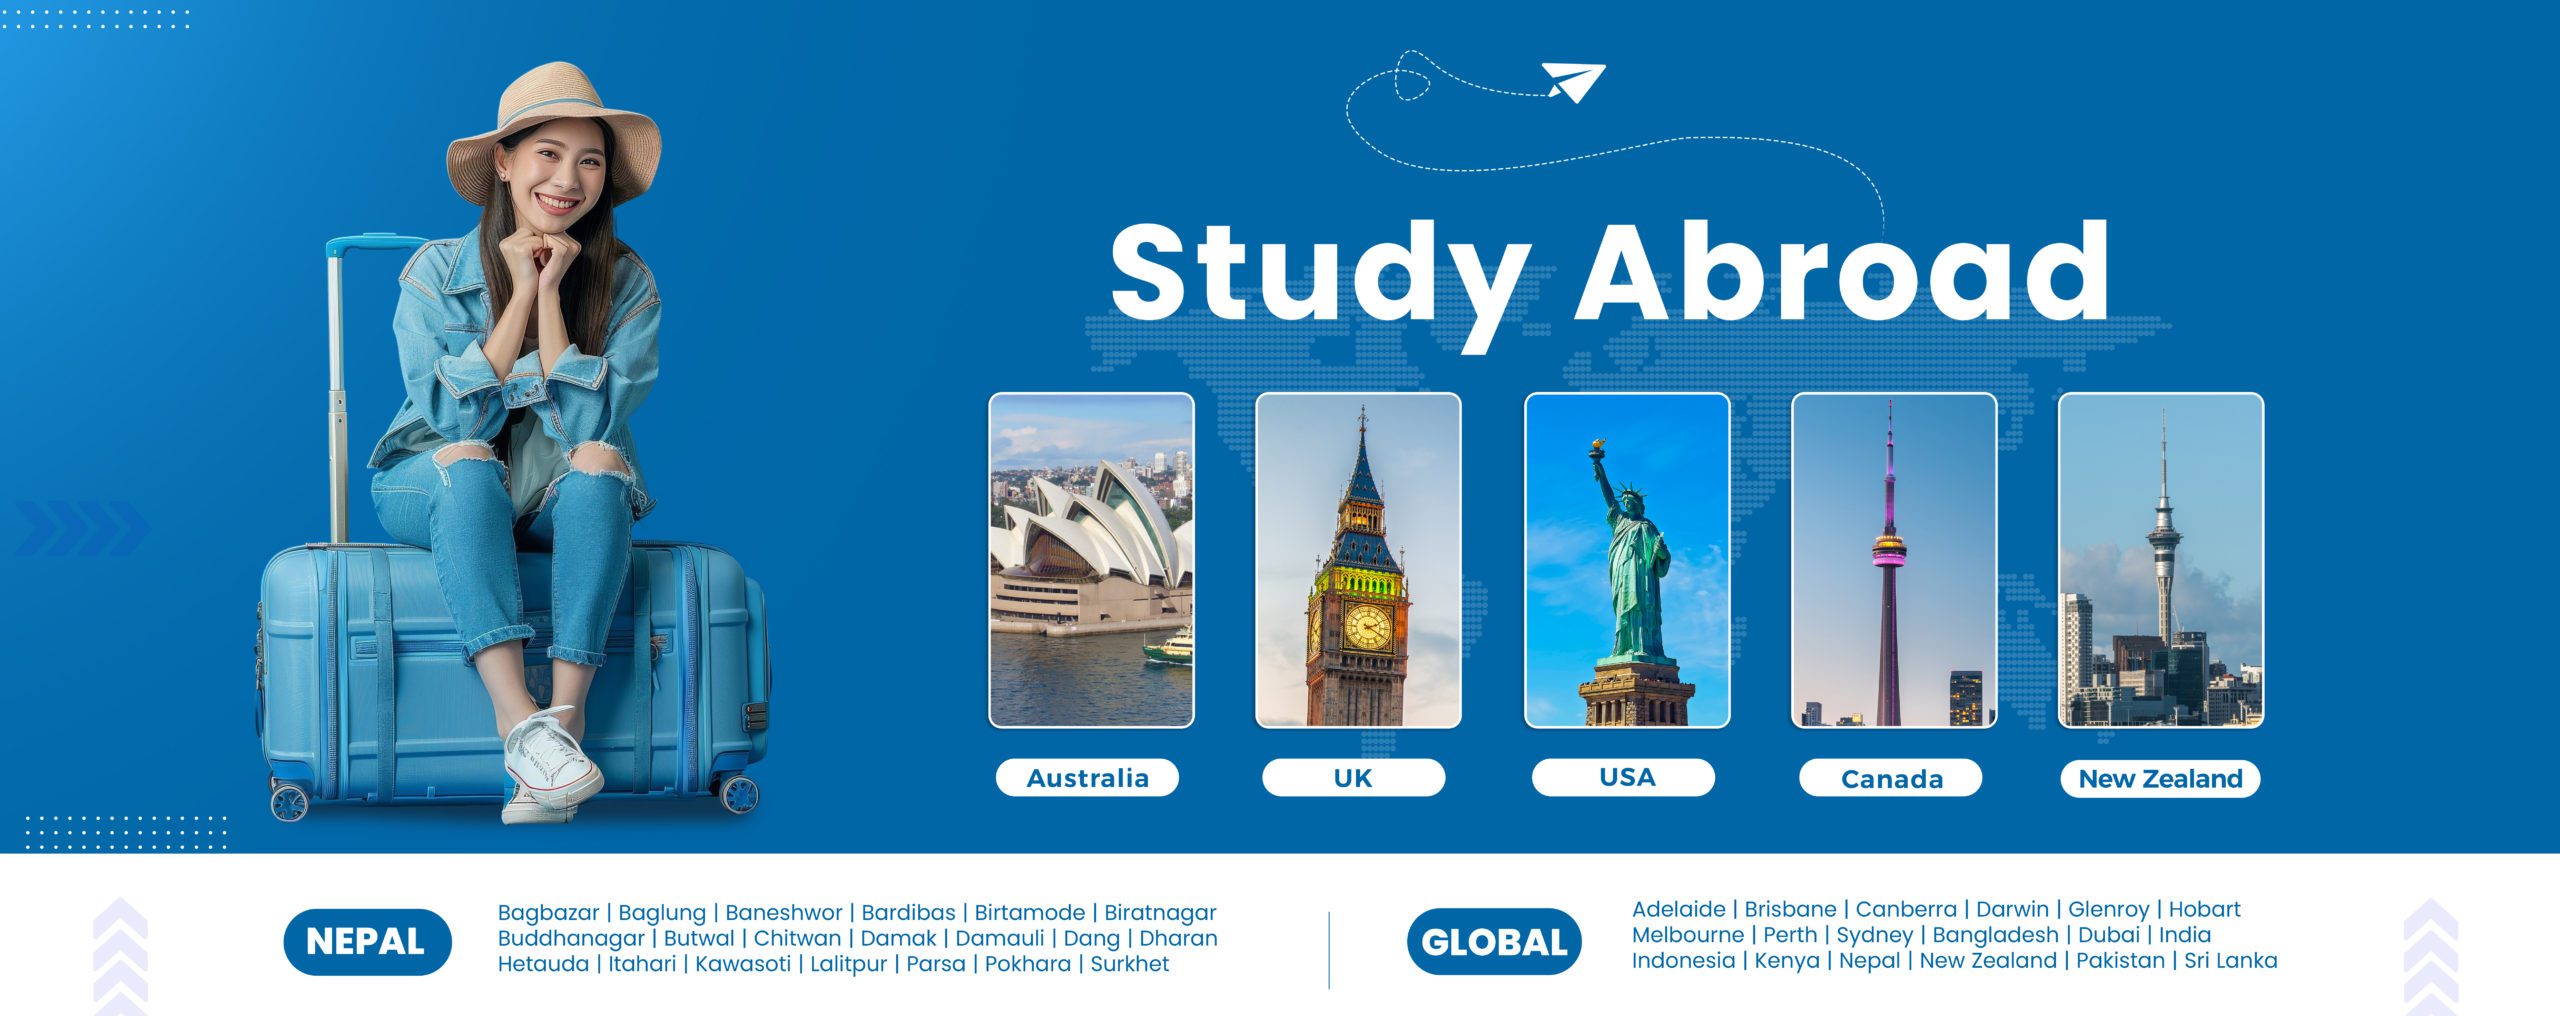 Study Abroad
Australia
UK
USA
Canada
New Zealand
NEPAL
Bagbazar | Baglung | Baneshwor | Bardibas | Birtamode | Biratnagar
Buddhanagar | Butwal | Chitwan | Damak | Damauli | Dang | Dharan
Hetauda | Itahari | Kawasoti | Lalitpur | Parsa | Pokhara | Surkhet
GLOBAL
Adelaide | Brisbane | Canberra | Darwin | Glenroy | Hobart
Melbourne | Perth | Sydney | Bangladesh | Dubai | India
Indonesia | Kenya | Nepal | New Zealand | Pakistan | Sri Lanka